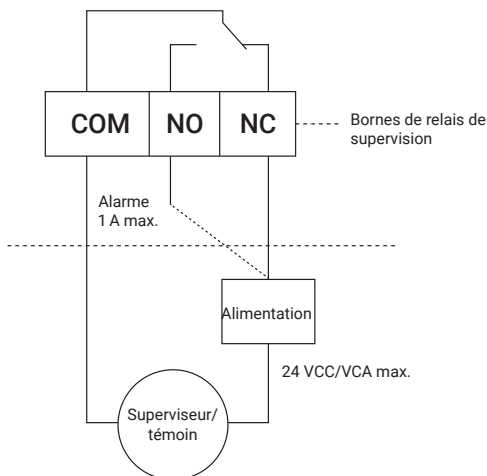 COM NO NC
Bornes de relais de
supervision
Alarme
1 A max.
Alimentation
24 VCC/VCA max.
Superviseur/
témoin